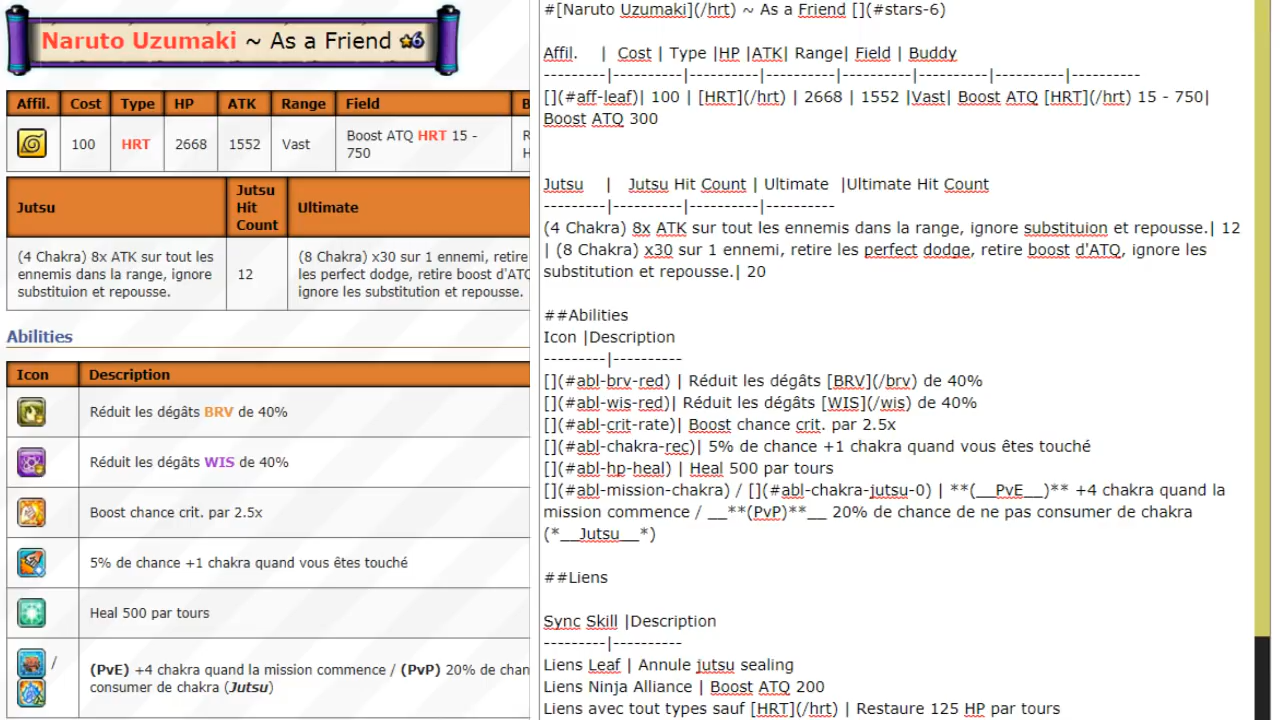 Naruto Uzumaki ~ As a Friend 6
Affil. Cost Type HP ATK Range Field B
100 HRT 2668 1552 Vast Boost ATQ HRT 15 -
750 R
H
Jutsu Jutsu
Hit
Count Ultimate
(4 Chakra) 8x ATK sur tout les
ennemis dans la range, ignore
substituion et repousse. 12 (8 Chakra) x30 sur 1 ennemi, retire
les perfect dodge, retire boost d'ATQ
ignore les substitution et repousse.
Abilities
Icon Description
Réduit les dégâts BRV de 40%
Réduit les dégâts WIS de 40%
Boost chance crit. par 2.5x
5% de chance +1 chakra quand vous êtes touché
Heal 500 par tours
/ (PvE) +4 chakra quand la mission commence / (PvP) 20% de chan
consumer de chakra (Jutsu)
#[Naruto Uzumaki](/hrt) ~ As a Friend [](#stars-6)
Affil. | Cost | Type |HP |ATK| Range| Field | Buddy
---------|----------|----------|----------|----------|----------|----------|----------
[](#aff-leaf)| 100 | [HRT](/hrt) | 2668 | 1552 |Vast| Boost ATQ [HRT](/hrt) 15 - 750|
Boost ATQ 300
Jutsu | Jutsu Hit Count | Ultimate |Ultimate Hit Count
---------|----------|----------|----------
(4 Chakra) 8x ATK sur tout les ennemis dans la range, ignore substituion et repousse.| 12
| (8 Chakra) x30 sur 1 ennemi, retire les perfect dodge, retire boost d'ATQ, ignore les
substitution et repousse.| 20
##Abilities
Icon |Description
---------|----------
[](#abl-brv-red) | Réduit les dégâts [BRV](/brv) de 40%
[](#abl-wis-red)| Réduit les dégâts [WIS](/wis) de 40%
[](#abl-crit-rate)| Boost chance crit. par 2.5x
[](#abl-chakra-rec)| 5% de chance +1 chakra quand vous êtes touché
[](#abl-hp-heal) | Heal 500 par tours
[](#abl-mission-chakra) / [](#abl-chakra-jutsu-0) | **(__PvE__)** +4 chakra quand la
mission commence / __**(PvP)**__ 20% de chance de ne pas consumer de chakra
(*__Jutsu__*)
##Liens
Sync Skill |Description
---------|----------
Liens Leaf | Annule jutsu sealing
Liens Ninja Alliance | Boost ATQ 200
Liens avec tout types sauf [HRT](/hrt) | Restaure 125 HP par tours